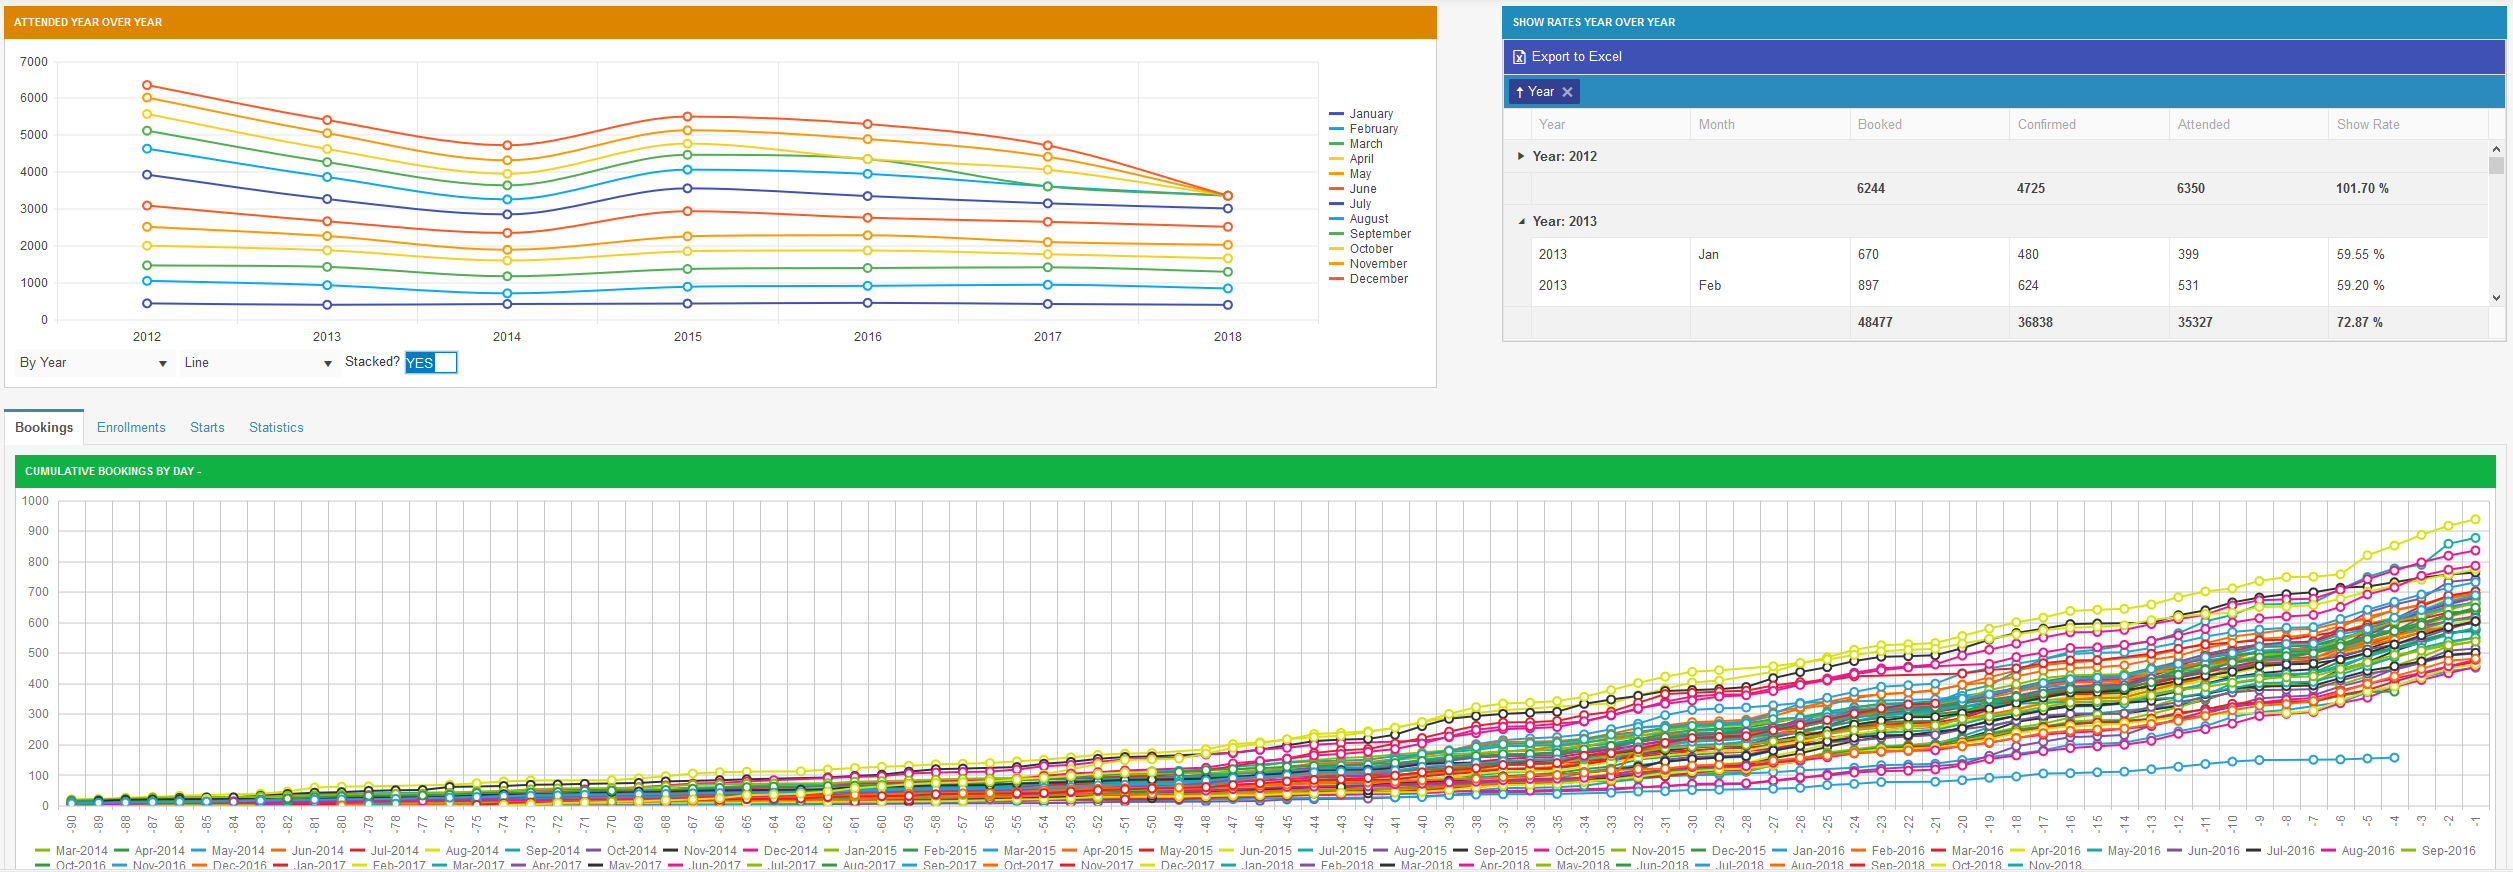 ATTENDED YEAR OVER YEAR
7000
6000
5000
4000
3000
2000
1000
0
2012 2013 2014 2015 2016 2017 2018
January
February
March
April
May
June
July
August
September
October
November
December
By Year Line Stacked? YES
SHOW RATES YEAR OVER YEAR
Export to Excel
Year
Year Month Booked Confirmed Attended Show Rate
Year: 2012
6244 4725 6350 101.70 %
Year: 2013
2013 Jan 670 480 399 59.55 %
2013 Feb 897 624 531 59.20 %
48477 36838 35327 72.87 %
Bookings Enrollments Starts Statistics
CUMULATIVE BOOKINGS BY DAY -
1000
900
800
700
600
500
400
300
200
100
0
-90 -89 -88 -87 -86 -85 -84 -83 -82 -81 -80 -79 -78 -77 -76 -75 -74 -73 -72 -71 -70 -69 -68 -67 -66 -65 -64 -63 -62 -61 -60 -59 -58 -57 -56 -55 -54 -53 -52 -51 -50 -49 -48 -47 -46 -45 -44 -43 -42 -41 -40 -39 -38 -37 -36 -35 -34 -33 -32 -31 -30 -29 -28 -27 -26 -25 -24 -23 -22 -21 -20 -19 -18 -17 -16 -15 -14 -13 -12 -11 -10 -9 -8 -7 -6 -5 -4 -3 -2 -1
Mar-2014 Apr-2014 May-2014 Jun-2014 Jul-2014 Aug-2014 Sep-2014 Oct-2014 Nov-2014 Dec-2014 Jan-2015 Feb-2015 Mar-2015 Apr-2015 May-2015 Jun-2015 Jul-2015 Aug-2015 Sep-2015 Oct-2015 Nov-2015 Dec-2015 Jan-2016 Feb-2016 Mar-2016 Apr-2016 May-2016 Jun-2016 Jul-2016 Aug-2016 Sep-2016
Oct-2016 Nov-2016 Dec-2016 Jan-2017 Feb-2017 Mar-2017 Apr-2017 May-2017 Jun-2017 Jul-2017 Aug-2017 Sep-2017 Oct-2017 Nov-2017 Dec-2017 Jan-2018 Feb-2018 Mar-2018 Apr-2018 May-2018 Jun-2018 Jul-2018 Aug-2018 Sep-2018 Oct-2018 Nov-2018